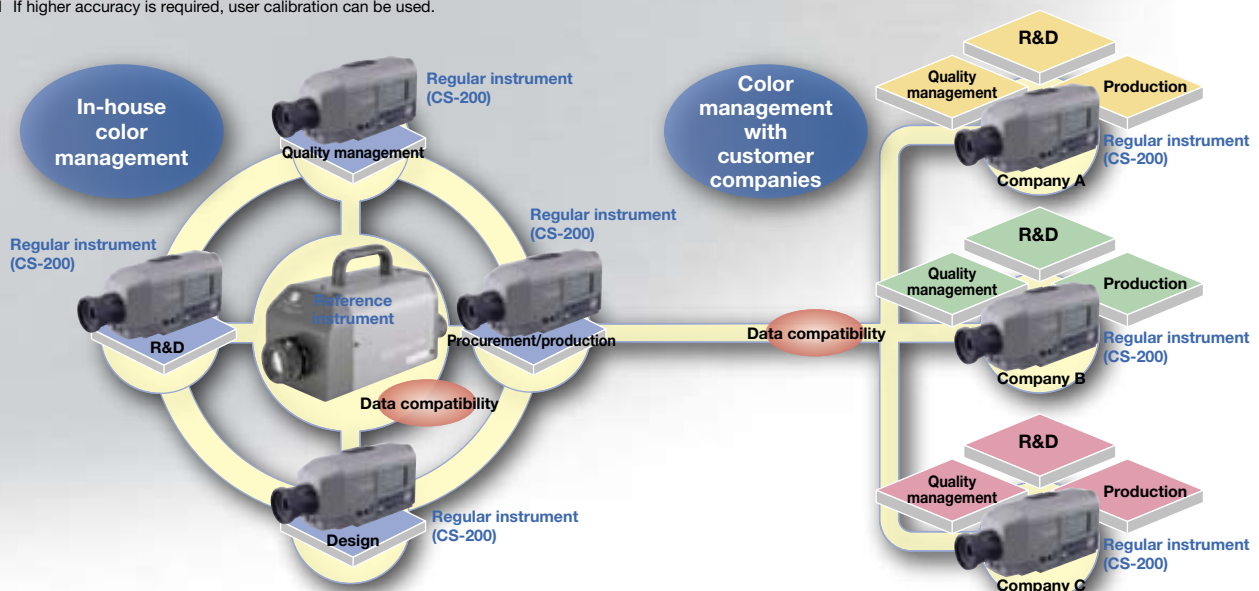 If higher accuracy is required, user calibration can be used.
In-house
color
management
Regular instrument
(CS-200)
Quality management
Regular instrument
(CS-200)
Regular instrument
(CS-200)
Reference
instrument
R&D
Procurement/production
Data compatibility
Design
Regular instrument
(CS-200)
Color
management
with
customer
companies
Data compatibility
R&D
Quality
management
Production
Regular instrument
(CS-200)
Company A
R&D
Quality
management
Production
Regular instrument
(CS-200)
Company B
R&D
Quality
management
Production
Regular instrument
(CS-200)
Company C